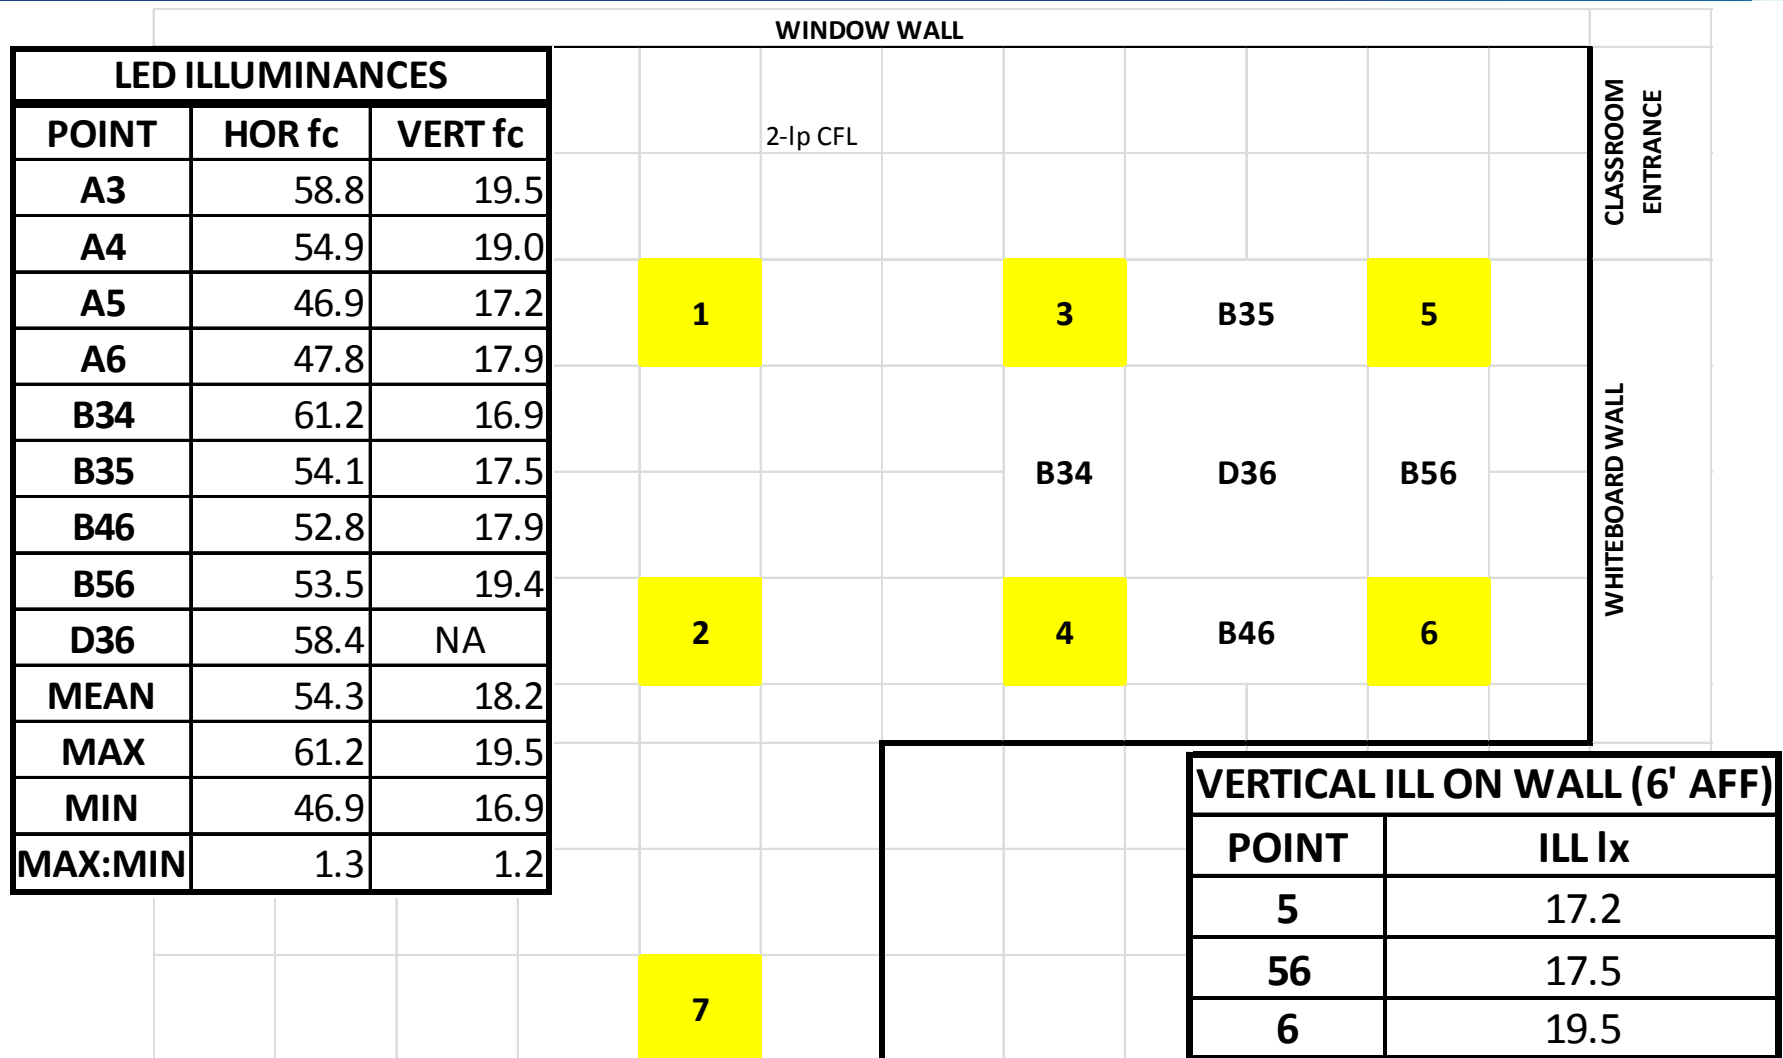 WINDOW WALL
LED ILLUMINANCES
POINT HOR fc VERT fc
A3 58.8 19.5
A4 54.9 19.0
A5 46.9 17.2
A6 47.8 17.9
B34 61.2 16.9
B35 54.1 17.5
B46 52.8 17.9
B56 53.5 19.4
D36 58.4 NA
MEAN 54.3 18.2
MAX 61.2 19.5
MIN 46.9 16.9
MAX:MIN 1.3 1.2
2-lp CFL
CLASSROOM
ENTRANCE
1 3 B35 5
B34 D36 B56
WHITEBOARD WALL
2 4 B46 6
7
VERTICAL ILL ON WALL (6' AFF)
POINT ILL lx
5 17.2
56 17.5
6 19.5